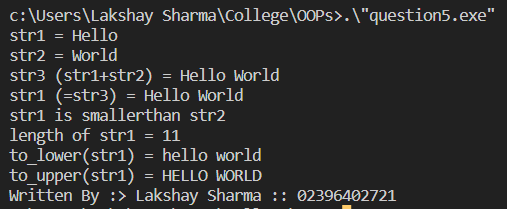 c:\Users\Lakshay Sharma\College\OOPs>.\"question5.exe"
str1 = Hello
str2 = World
str3 (str1+str2) = Hello World
str1 (=str3) = Hello World
str1 is smallerthan str2
length of str1 = 11
to_lower(str1) = hello world
to_upper(str1) = HELLO WORLD
Written By :> Lakshay Sharma :: 02396402721